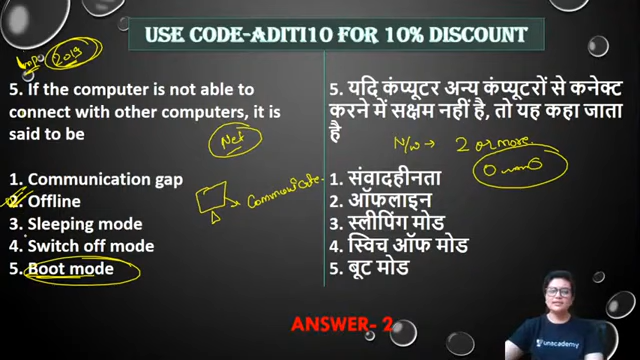 USE CODE-ADITI10 FOR 10% DISCOUNT
Impo 2019
5. If the computer is not able to
connect with other computers, it is
said to be
Net
1. Communication gap
2. Offline
3. Sleeping mode
4. Switch off mode
5. Boot mode
Communicate
5. यदि कंप्यूटर अन्य कंप्यूटरों से कनेक्ट
करने में सक्षम नहीं है, तो यह कहा जाता
है
N/w → 2 or more
1. संवादहीनता
2. ऑफलाइन
3. स्लीपिंग मोड
4. स्विच ऑफ मोड
5. बूट मोड
ANSWER- 2
unacademy